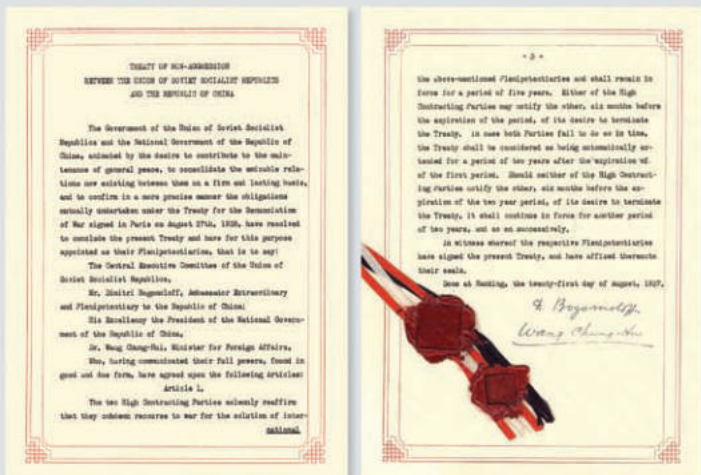 TREATY OF NON-AGGRESSION
BETWEEN THE UNION OF SOVIET SOCIALIST REPUBLICS
AND THE REPUBLIC OF CHINA
The Government of the Union of Soviet Socialist
Republics and the National Government of the Republic of
China, animated by the desire to contribute to the main-
tenance of general peace, to consolidate the amicable rela-
tions now existing between them on a firm and lasting basis,
and to confirm in a more precise manner the obligations
mutually undertaken under the Treaty for the Renunciation
of War signed in Paris on August 27th, 1928, have resolved
to conclude the present Treaty and have for this purpose
appointed as their Plenipotentiaries, that is to say:
The Central Executive Committee of the Union of
Soviet Socialist Republics,
Mr. Dimitri Bogomoloff, Ambassador Extraordinary
and Plenipotentiary to the Republic of China;
His Excellency the President of the National Govern-
ment of the Republic of China,
Dr. Wang Chung-Hui, Minister for Foreign Affairs,
Who, having communicated their full powers, found in
good and due form, have agreed upon the following Articles:
Article 1.
The two High Contracting Parties solemnly reaffirm
that they condemn recourse to war for the solution of inter-
national
- 3 -
the above-mentioned Plenipotentiaries and shall remain in
force for a period of five years. Either of the High
Contracting Parties may notify the other, six months before
the expiration of the period, of its desire to terminate
the Treaty. In case both Parties fail to do so in time,
the Treaty shall be considered as being automatically ex-
tended for a period of two years after the expiration
of the first period. Should neither of the High Contract-
ing Parties notify the other, six months before the ex-
piration of the two year period, of its desire to terminate
the Treaty, it shall continue in force for another period
of two years, and so on successively.
In witness whereof the respective Plenipotentiaries
have signed the present Treaty, and have affixed thereunto
their seals.
Done at Nanking, the twenty-first day of August, 1937.
D. Bogomoloff
Wang Chung Hui